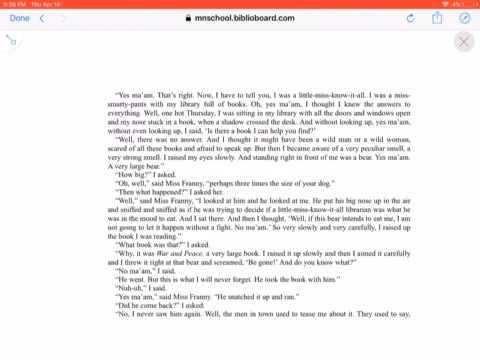 3:36 PM Thu Apr 16
4%
Done
mnschool.biblioboard.com
“Yes ma’am. That’s right. Now, I have to tell you, I was a little-miss-know-it-all. I was a miss-
smarty-pants with my library full of books. Oh, yes ma’am, I thought I knew the answers to
everything. Well, one hot Thursday, I was sitting in my library with all the doors and windows open
and my nose stuck in a book, when a shadow crossed the desk. And without looking up, yes ma’am,
without even looking up, I said, ‘Is there a book I can help you find?’
“Well, there was no answer. And I thought it might have been a wild man or a wild woman,
scared of all these books and afraid to speak up. But then I became aware of a very peculiar smell, a
very strong smell. I raised my eyes slowly. And standing right in front of me was a bear. Yes ma’am.
A very large bear.”
“How big?” I asked.
“Oh, well,” said Miss Franny, “perhaps three times the size of your dog.”
“Then what happened?” I asked her.
“Well,” said Miss Franny, “I looked at him and he looked at me. He put his big nose up in the air
and sniffed and sniffed as if he was trying to decide if a little-miss-know-it-all librarian was what he
was in the mood to eat. And I sat there. And then I thought, ‘Well, if this bear intends to eat me, I am
not going to let it happen without a fight. No ma’am.’ So very slowly and very carefully, I raised up
the book I was reading.”
“What book was that?” I asked.
“Why, it was War and Peace, a very large book. I raised it up slowly and then I aimed it carefully
and I threw it right at that bear and screamed, ‘Be gone!’ And do you know what?”
“No ma’am,” I said.
“He went. But this is what I will never forget. He took the book with him.”
“Nuh-uh,” I said.
“Yes ma’am,” said Miss Franny. “He snatched it up and ran.”
“Did he come back?” I asked.
“No, I never saw him again. Well, the men in town used to tease me about it. They used to say,